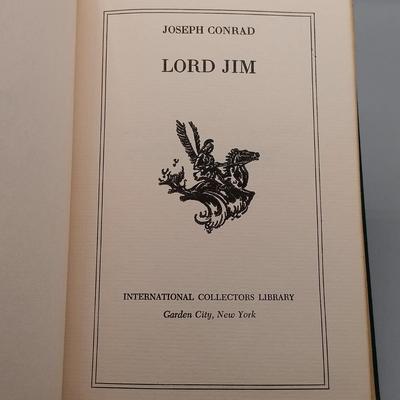 JOSEPH CONRAD
LORD JIM
INTERNATIONAL COLLECTORS LIBRARY
Garden City, New York